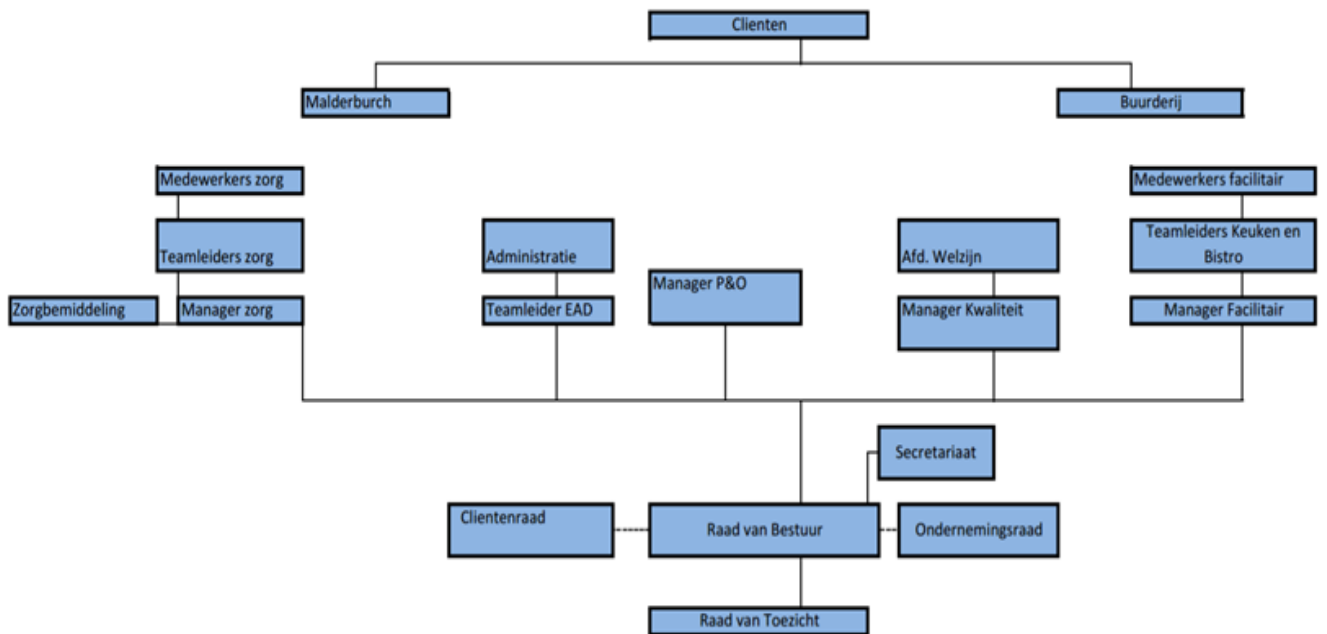 Clienten
Malderburch
Buurderij
Medewerkers zorg
Medewerkers facilitair
Teamleiders zorg
Administratie
Afd. Welzijn
Teamleiders Keuken en
Bistro
Zorgbemiddeling
Manager zorg
Teamleider EAD
Manager P&O
Manager Kwaliteit
Manager Facilitair
Secretariaat
Clientenraad
Raad van Bestuur
Ondernemingsraad
Raad van Toezicht